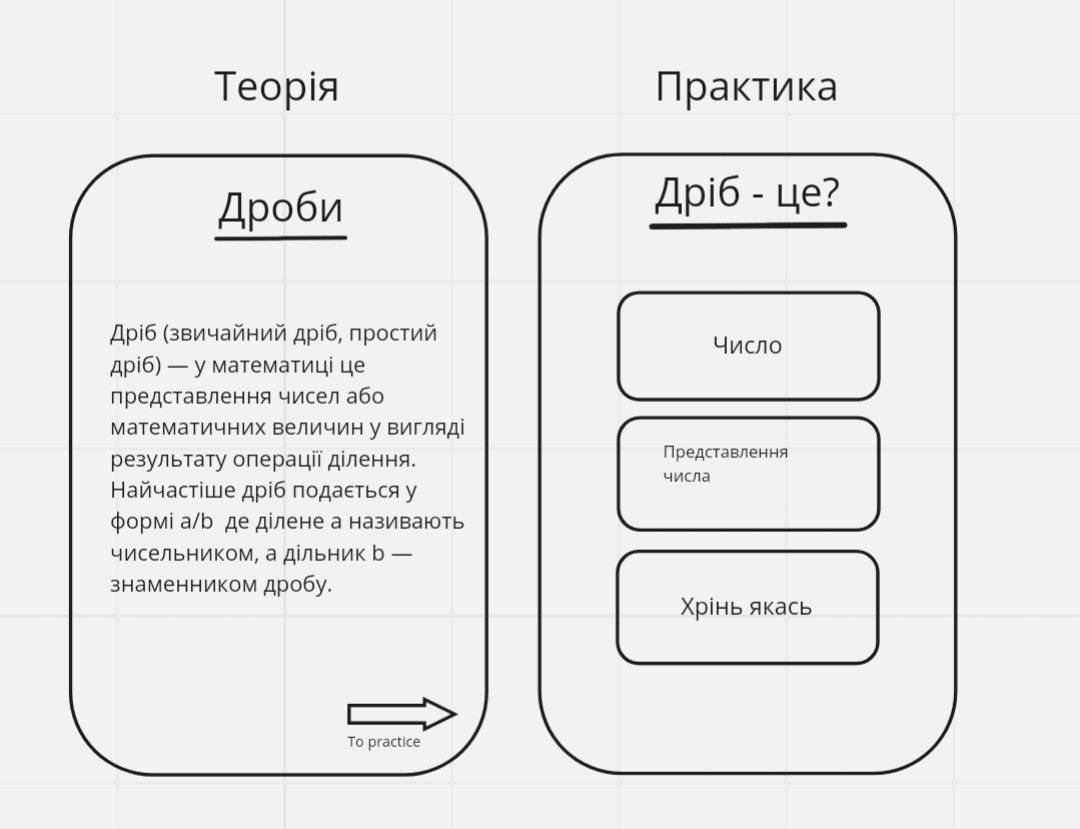 Теорія
Дроби
Дріб (звичайний дріб, простий
дріб) — у математиці це
представлення чисел або
математичних величин у вигляді
результату операції ділення.
Найчастіше дріб подається у
формі a/b де ділене a називають
чисельником, а дільник b —
знаменником дробу.
To practice
Практика
Дріб - це?
Число
Представлення
числа
Хрінь якась